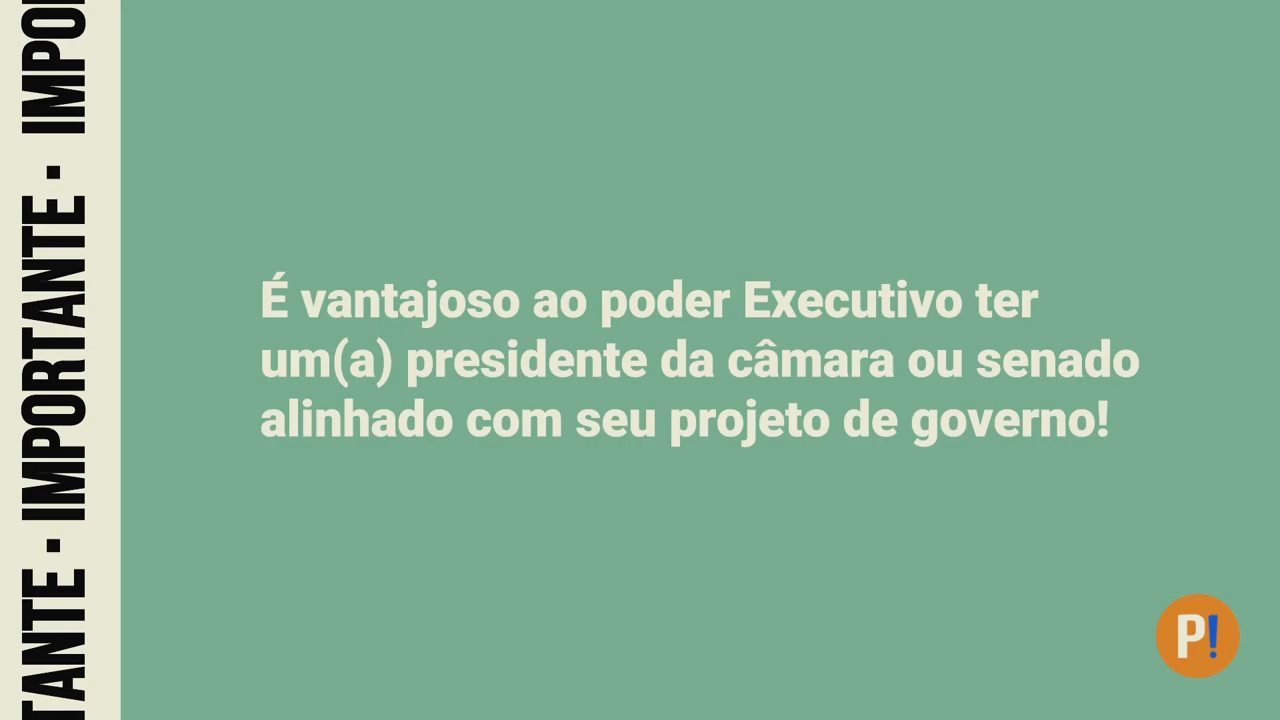 IMPORTANTE · IMPORTANTE · IMPORTANTE
É vantajoso ao poder Executivo ter
um(a) presidente da câmara ou senado
alinhado com seu projeto de governo!
P!